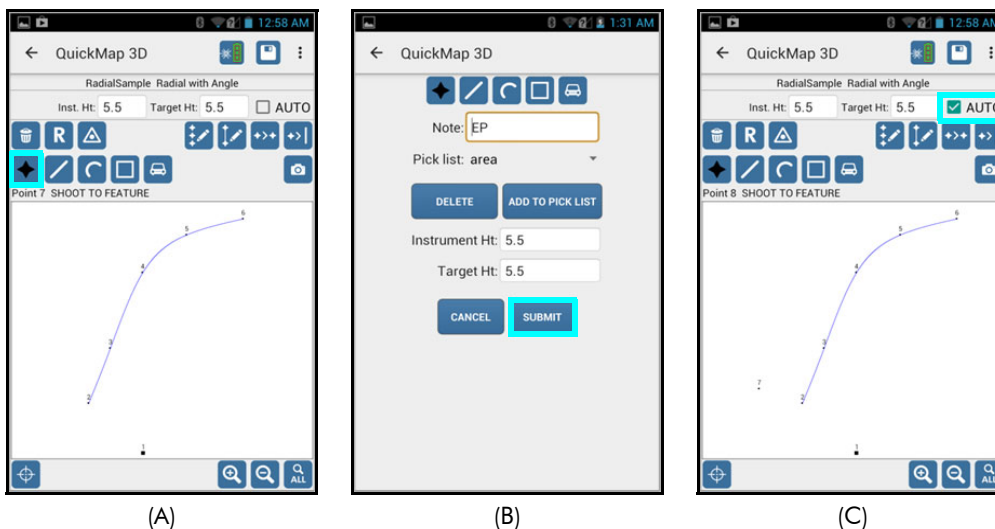 12:58 AM
QuickMap 3D
RadialSample Radial with Angle
Inst. Ht: 5.5 Target Ht: 5.5 AUTO
R
Point 7 SHOOT TO FEATURE
6
5
4
3
2
1
ALL
(A)
1:31 AM
QuickMap 3D
Note: EP
Pick list: area
DELETE ADD TO PICK LIST
Instrument Ht: 5.5
Target Ht: 5.5
CANCEL SUBMIT
(B)
12:58 AM
QuickMap 3D
RadialSample Radial with Angle
Inst. Ht: 5.5 Target Ht: 5.5 AUTO
R
Point 8 SHOOT TO FEATURE
6
5
4
3
7
2
1
ALL
(C)